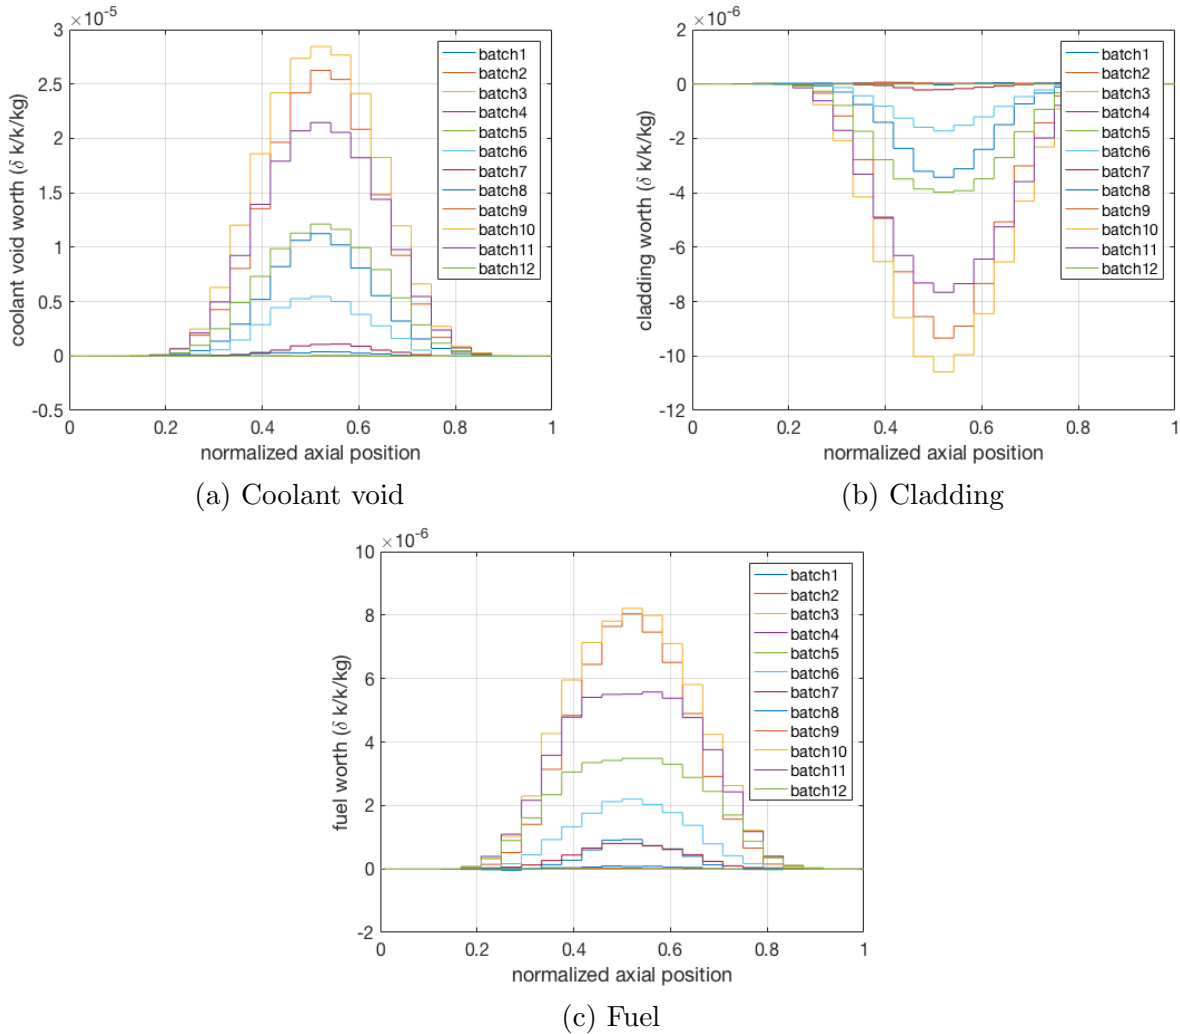 ×10-5
3
2.5
2
1.5
1
0.5
0
-0.5
coolant void worth (δ k/k/kg)
0 0.2 0.4 0.6 0.8 1
normalized axial position
batch1
batch2
batch3
batch4
batch5
batch6
batch7
batch8
batch9
batch10
batch11
batch12
(a) Coolant void
×10-6
2
0
-2
-4
-6
-8
-10
-12
cladding worth (δ k/k/kg)
0 0.2 0.4 0.6 0.8 1
normalized axial position
batch1
batch2
batch3
batch4
batch5
batch6
batch7
batch8
batch9
batch10
batch11
batch12
(b) Cladding
×10-6
10
8
6
4
2
0
-2
fuel worth (δ k/k/kg)
0 0.2 0.4 0.6 0.8 1
normalized axial position
batch1
batch2
batch3
batch4
batch5
batch6
batch7
batch8
batch9
batch10
batch11
batch12
(c) Fuel